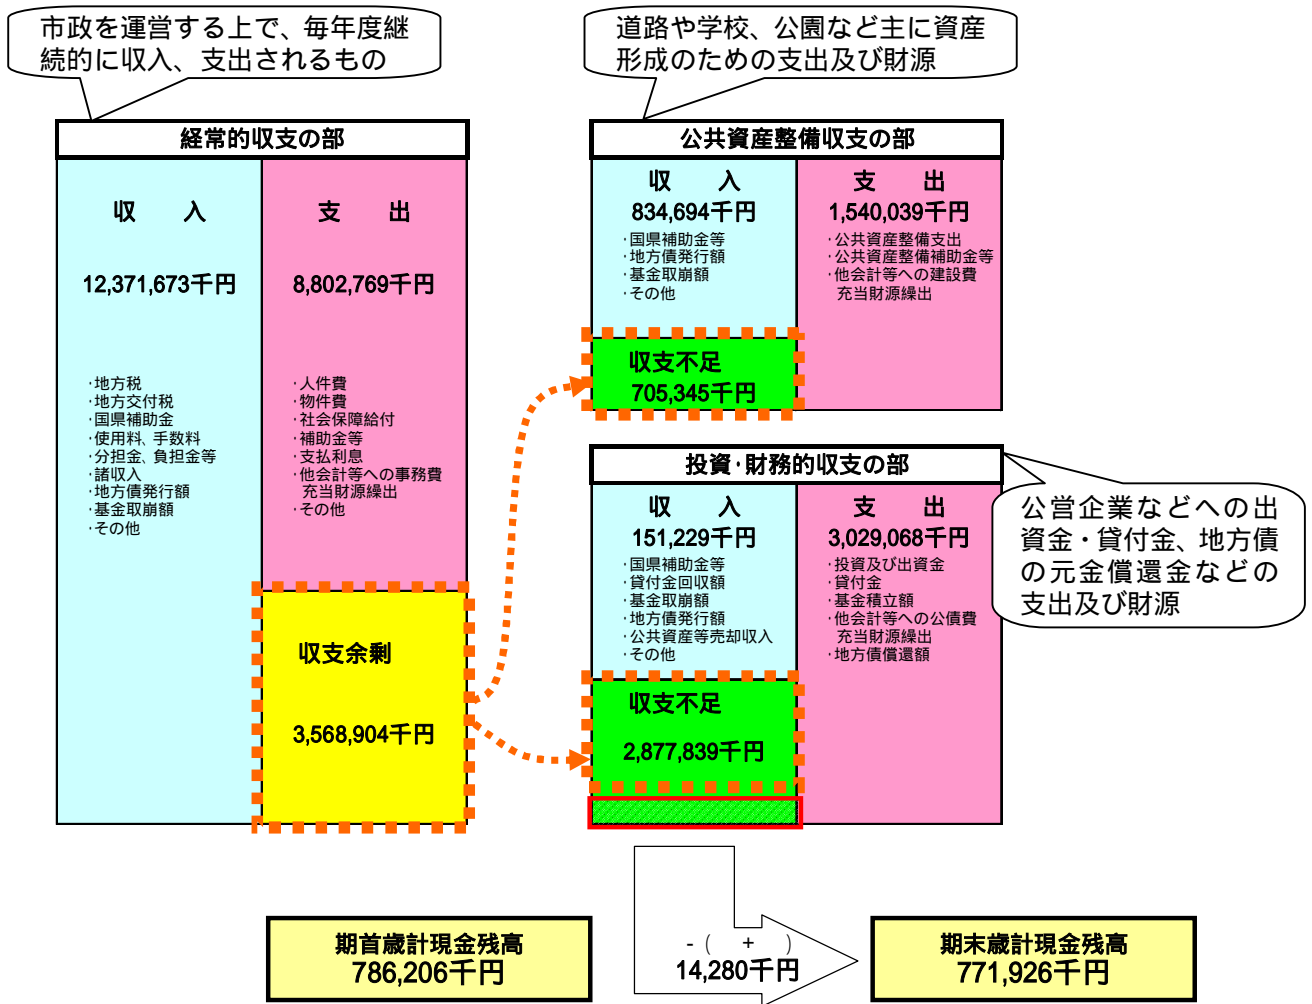 市政を運営する上で、毎年度継
続的に収入、支出されるもの
道路や学校、公園など主に資産
形成のための支出及び財源
経常的収支の部
収 入
12,371,673千円
・地方税
・地方交付税
・国県補助金
・使用料、手数料
・分担金、負担金等
・諸収入
・地方債発行額
・基金取崩額
・その他
支 出
8,802,769千円
・人件費
・物件費
・社会保障給付
・補助金等
・支払利息
・他会計等への事務費
充当財源繰出
・その他
収支余剰
3,568,904千円
公共資産整備収支の部
収 入
834,694千円
・国県補助金等
・地方債発行額
・基金取崩額
・その他
収支不足
705,345千円
支 出
1,540,039千円
・公共資産整備支出
・公共資産整備補助金等
・他会計等への建設費
充当財源繰出
投資・財務的収支の部
収 入
151,229千円
・国県補助金等
・貸付金回収額
・基金取崩額
・地方債発行額
・公共資産等売却収入
・その他
収支不足
2,877,839千円
支 出
3,029,068千円
・投資及び出資金
・貸付金
・基金積立額
・他会計等への公債費
充当財源繰出
・地方債償還額
公営企業などへの出
資金・貸付金、地方債
の元金償還金などの
支出及び財源
期首歳計現金残高
786,206千円
- ( + )
14,280千円
期末歳計現金残高
771,926千円